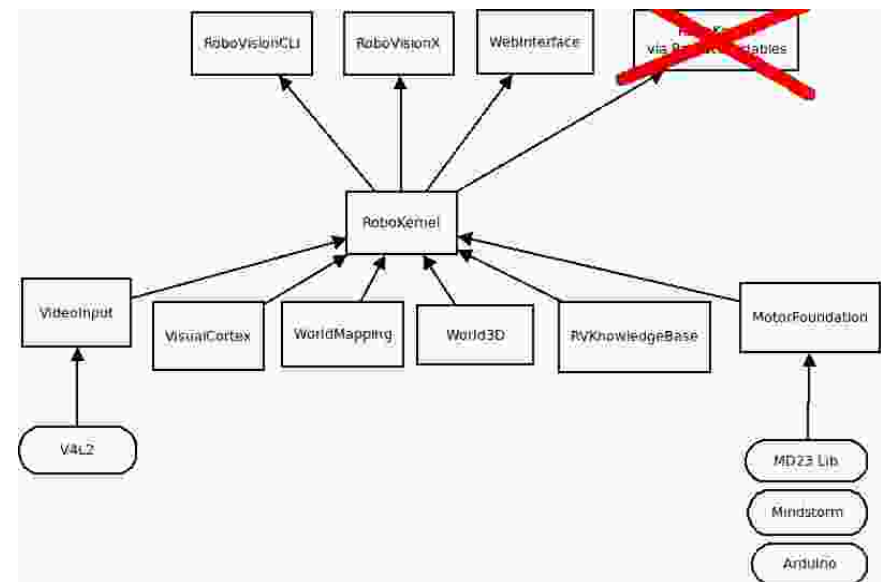 RoboVisionCLI
RoboVisionX
WebInterface
via
RoboKernel
VideoInput
VisualCortex
WorldMapping
World3D
RVKnowledgeBase
MotorFoundation
V4L2
MD23 Lib
Mindstorm
Arduino